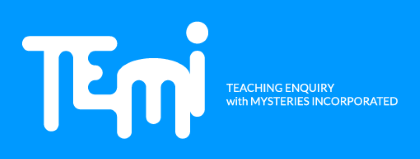 TEMI
TEACHING ENQUIRY
with MYSTERIES INCORPORATED